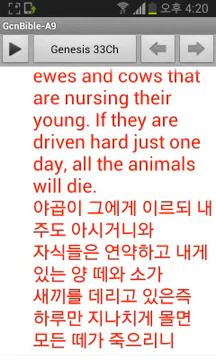 오후 4:20
GcnBible-A9
Genesis 33Ch
ewes and cows that
are nursing their
young. If they are
driven hard just one
day, all the animals
will die.
야곱이 그에게 이르되 내
주도 아시거니와
자식들은 연약하고 내게
있는 양 떼와 소가
새끼를 데리고 있은즉
하루만 지나치게 몰면
모든 떼가 죽으리니